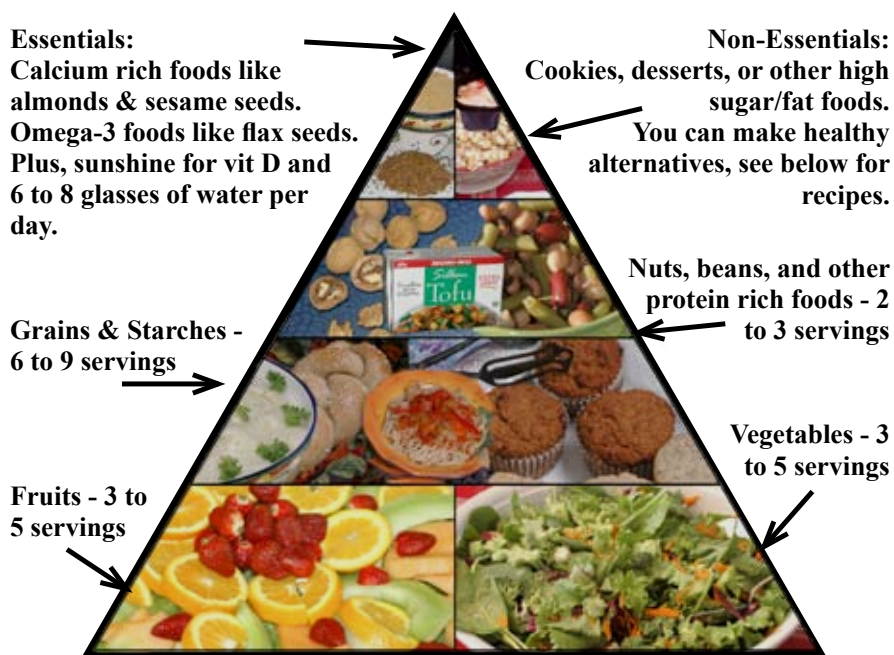 Essentials:
Calcium rich foods like
almonds & sesame seeds.
Omega-3 foods like flax seeds.
Plus, sunshine for vit D and
6 to 8 glasses of water per
day.
Non-Essentials:
Cookies, desserts, or other high
sugar/fat foods.
You can make healthy
alternatives, see below for
recipes.
Tofu
Nuts, beans, and other
protein rich foods - 2
to 3 servings
Grains & Starches -
6 to 9 servings
Vegetables - 3
to 5 servings
Fruits - 3 to
5 servings